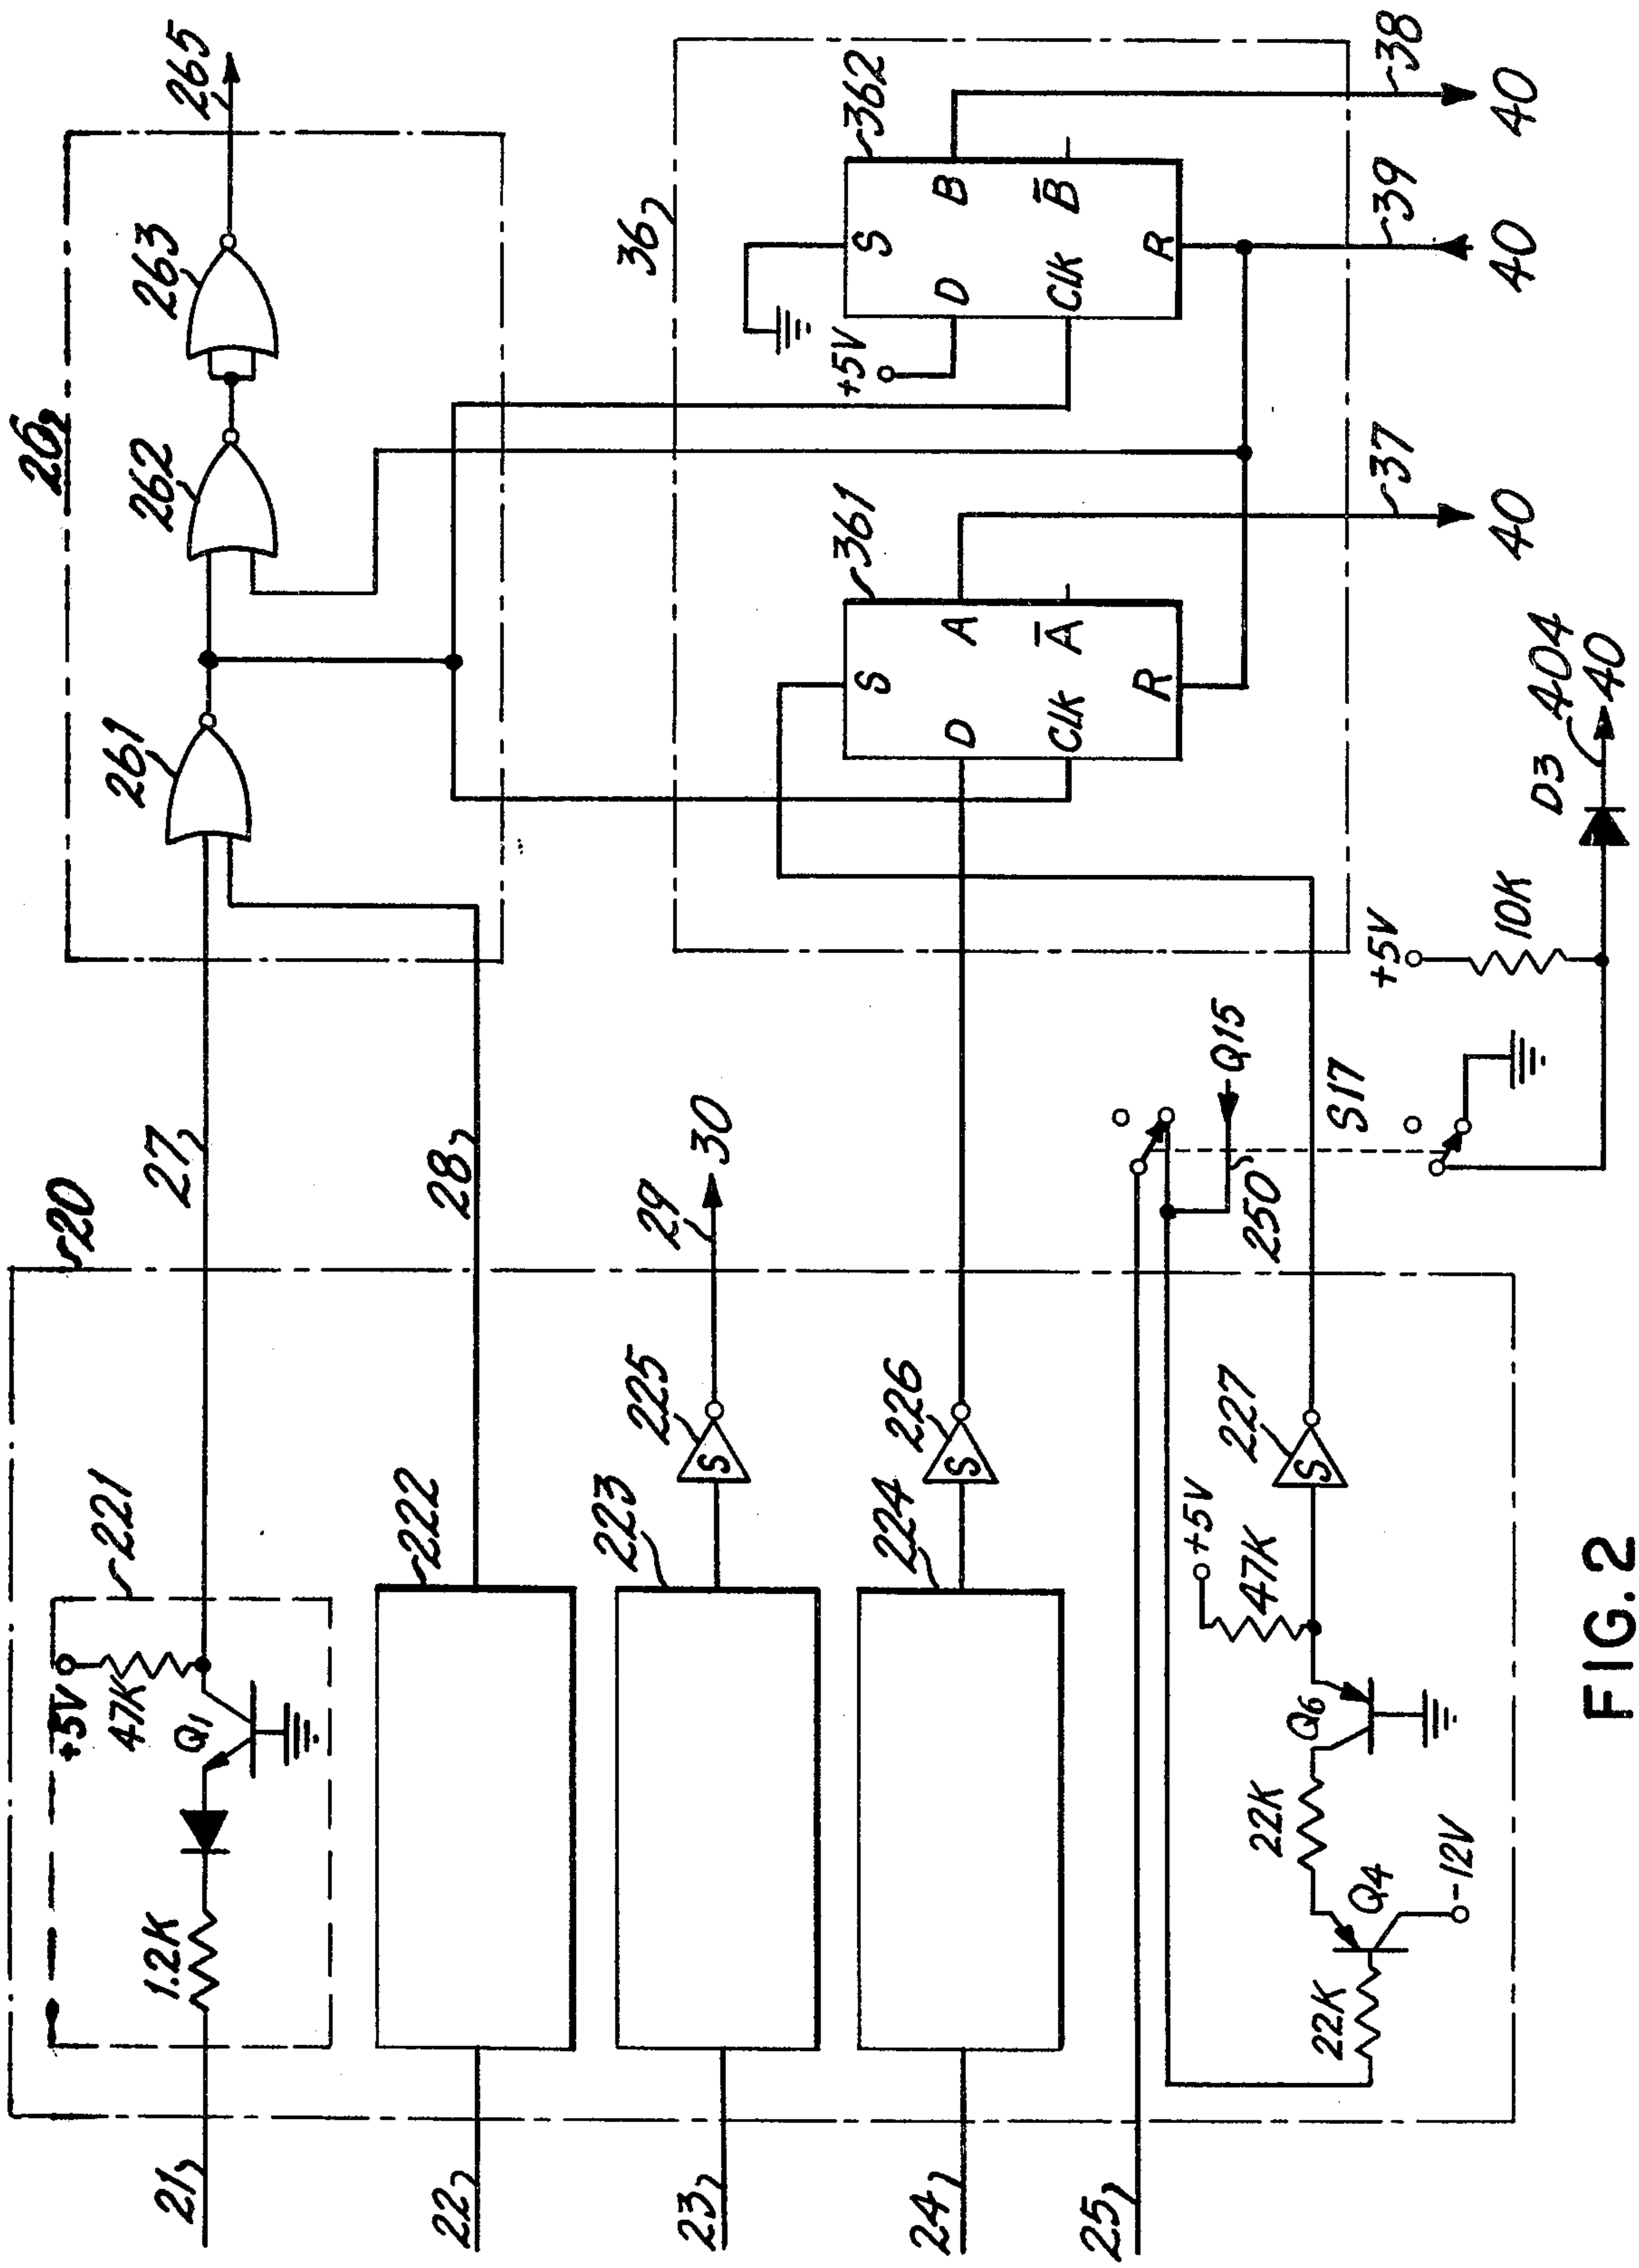 20
221
+5V
47K
Q1
1.2K
21
27
26
261
262
263
265
22
222
28
23
223
225
S
29
30
24
224
226
S
36
361
S
D
A
CLK
A̅
R
362
S
+5V
D
B
CLK
B̅
R
37
40
39
40
38
40
25
250
Q15
S17
+5V
47K
227
S
Q6
22K
Q4
22K
-12V
+5V
10K
D3
404
40
FIG. 2